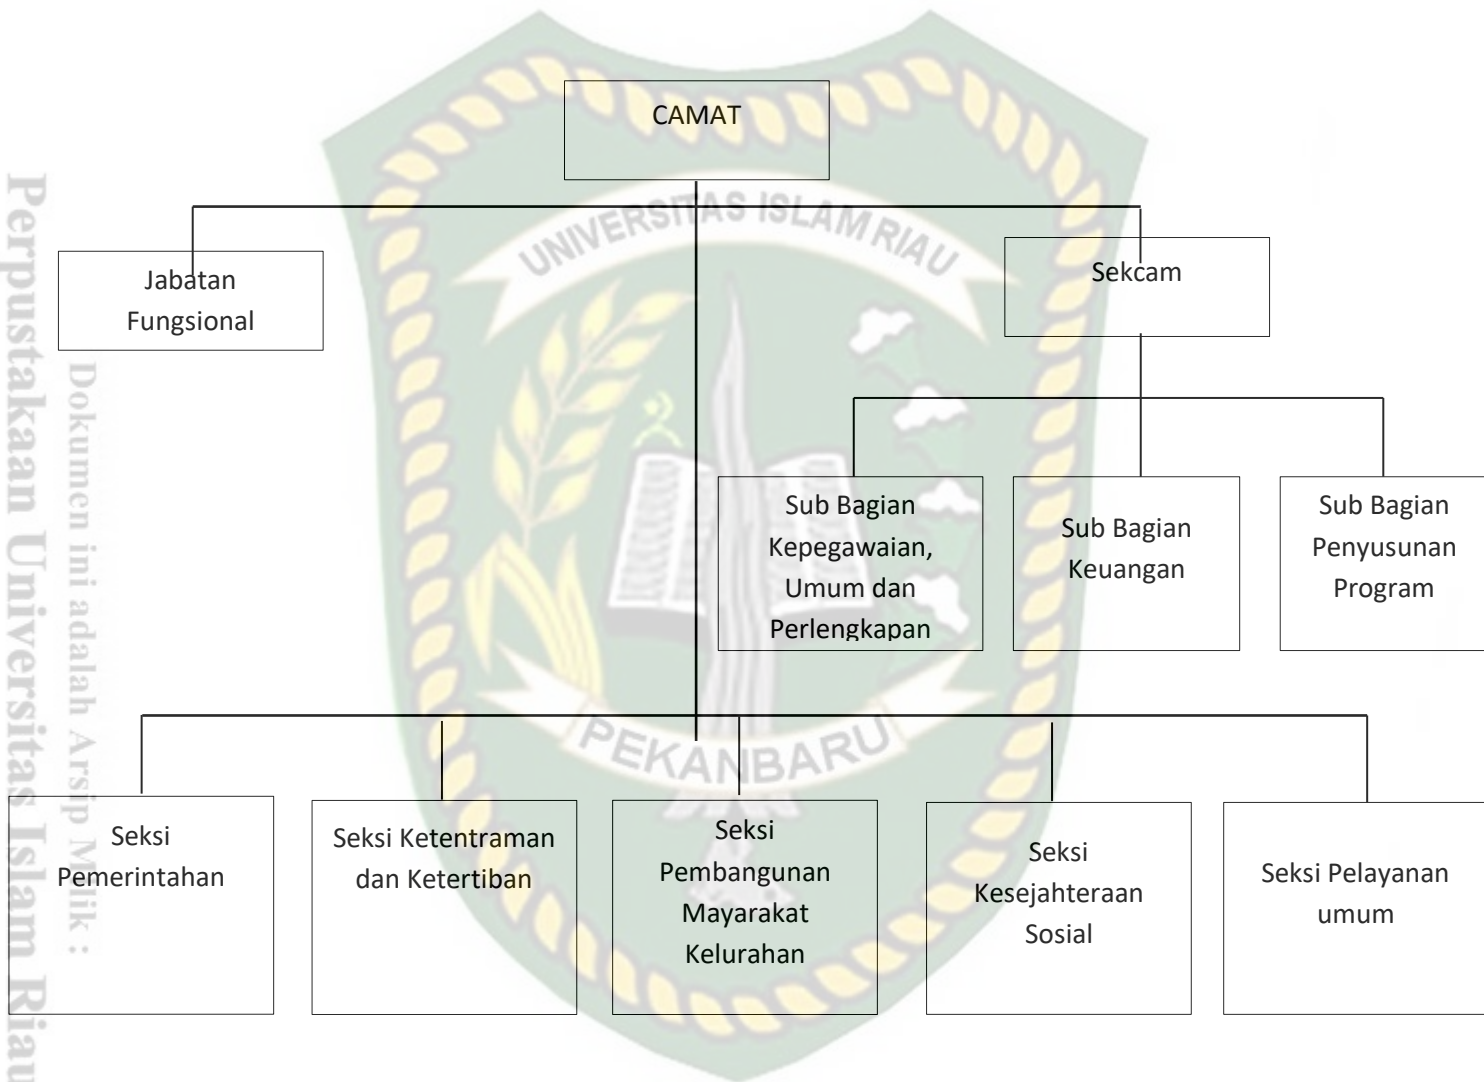 CAMAT
UNIVERSITAS ISLAM RIAU
Jabatan
Fungsional
Sekcam
Sub Bagian
Kepegawaian,
Umum dan
Perlengkapan
Sub Bagian
Keuangan
Sub Bagian
Penyusunan
Program
PEKANBARU
Seksi
Pemerintahan
Seksi Ketentraman
dan Ketertiban
Seksi
Pembangunan
Mayarakat
Kelurahan
Seksi
Kesejahteraan
Sosial
Seksi Pelayanan
umum
Dokumen ini adalah Arsip Milik :
Perpustakaan Universitas Islam Riau